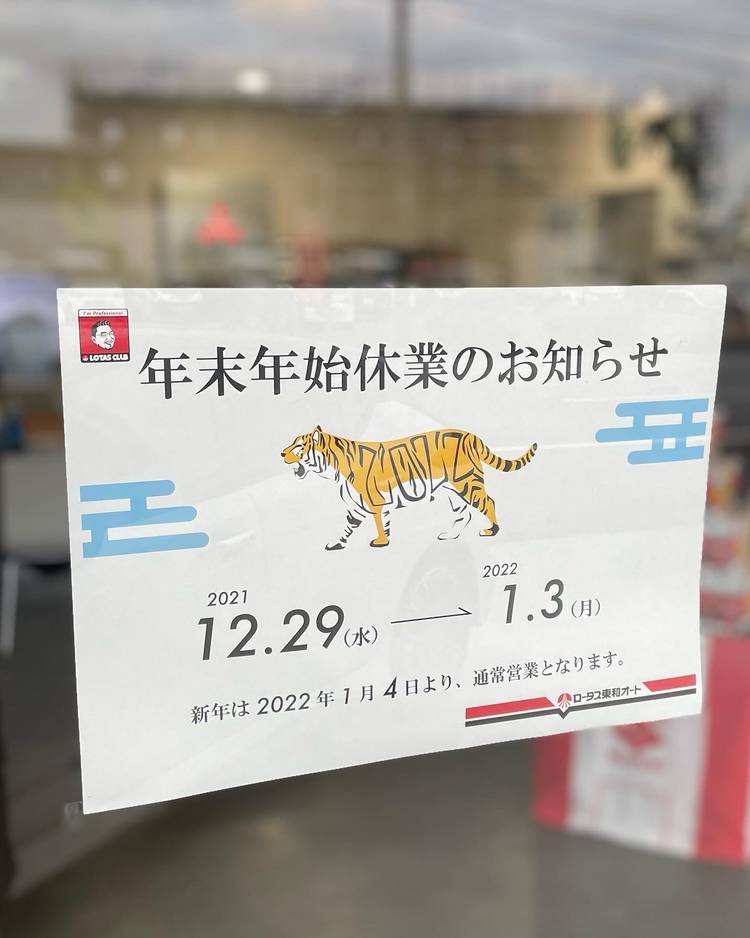 I'm Professional
LOTAS CLUB
年末年始休業のお知らせ
2021
12.29(水)
2022
1.3(月)
新年は2022年1月4日より、通常営業となります。
ロータス東和オート